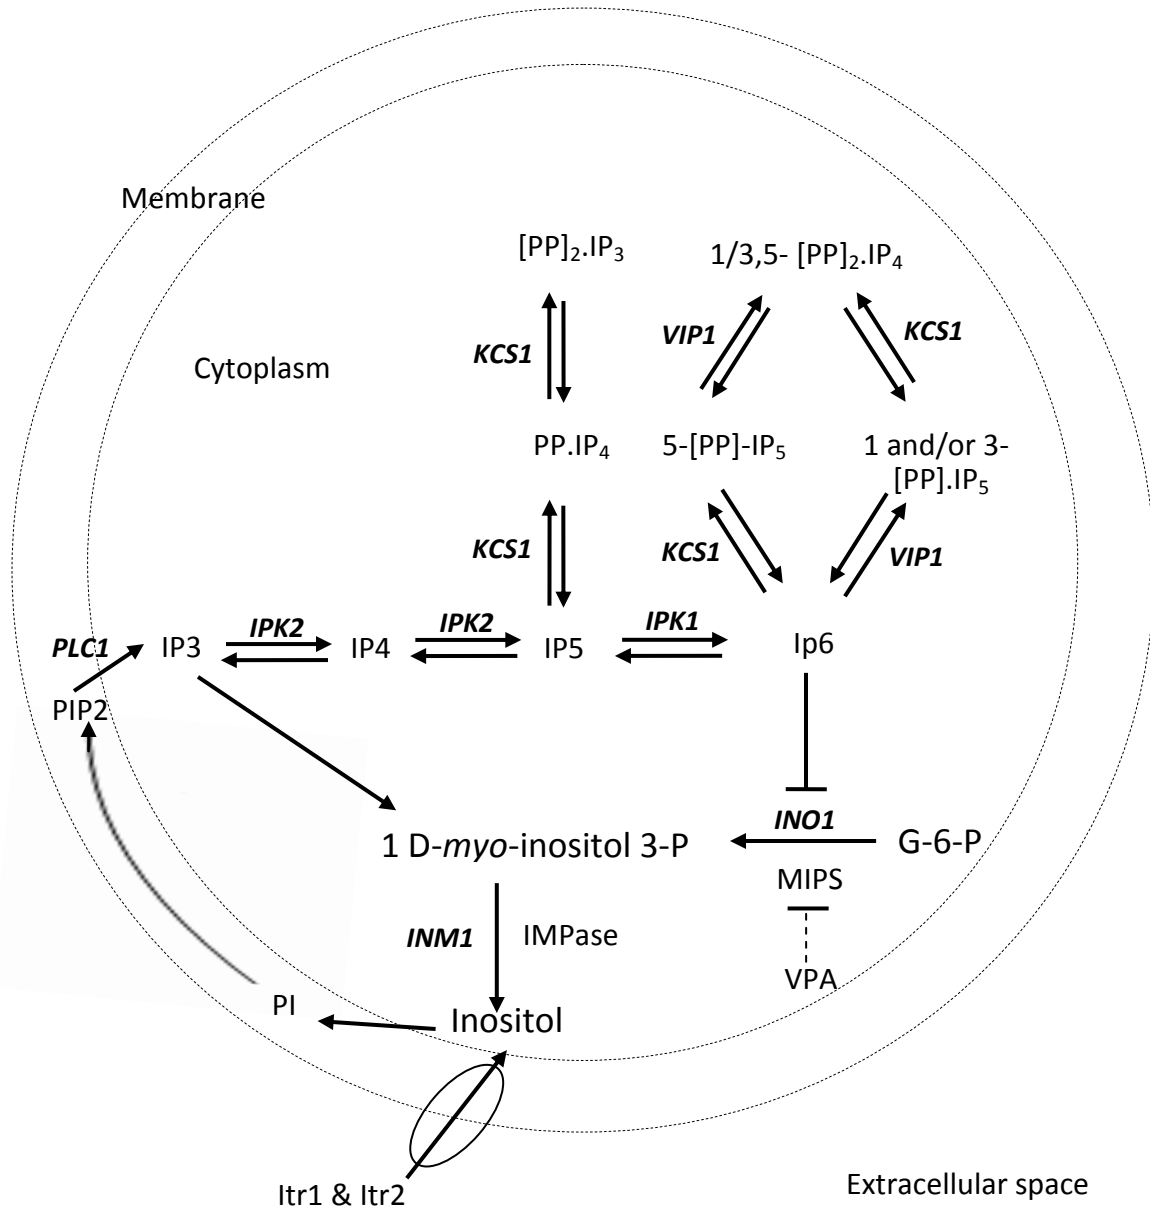 Membrane
[PP]₂.IP₃
1/3,5- [PP]₂.IP₄
KCS1
VIP1
KCS1
Cytoplasm
PP.IP₄
5-[PP]-IP₅
1 and/or 3-
[PP].IP₅
KCS1
KCS1
VIP1
PLC1
IP3
IPK2
IP4
IPK2
IP5
IPK1
Ip6
PIP2
INO1
1 D-myo-inositol 3-P
G-6-P
MIPS
INM1
IMPase
VPA
PI
Inositol
Itr1 & Itr2
Extracellular space